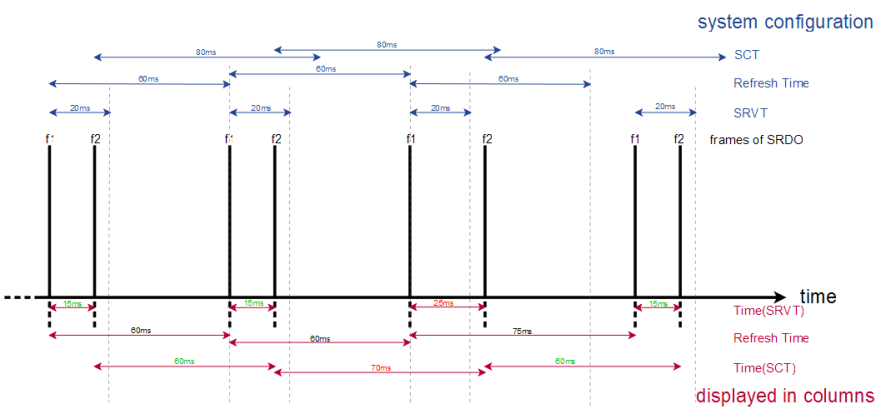 system configuration
80ms 80ms 80ms SCT
60ms 60ms 60ms Refresh Time
20ms 20ms 20ms 20ms SRVT
f1 f2 f1 f2 f1 f2 f1 f2 frames of SRDO
time
15ms 15ms 25ms 15ms Time(SRVT)
60ms 60ms 75ms Refresh Time
60ms 70ms 60ms Time(SCT)
displayed in columns